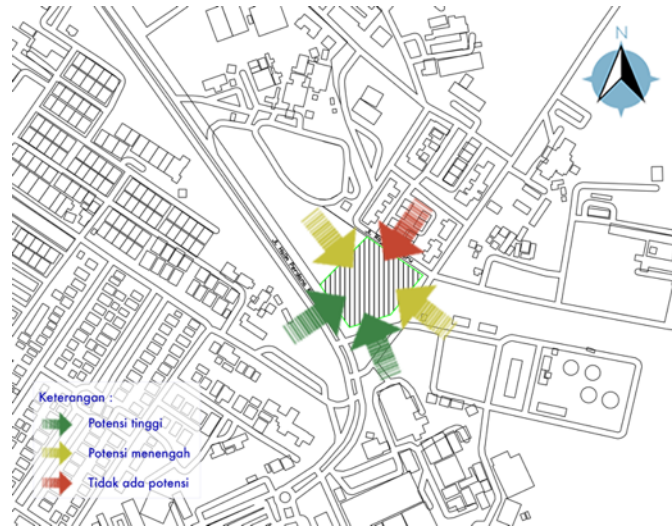 N
Keterangan :
Potensi tinggi
Potensi menengah
Tidak ada potensi